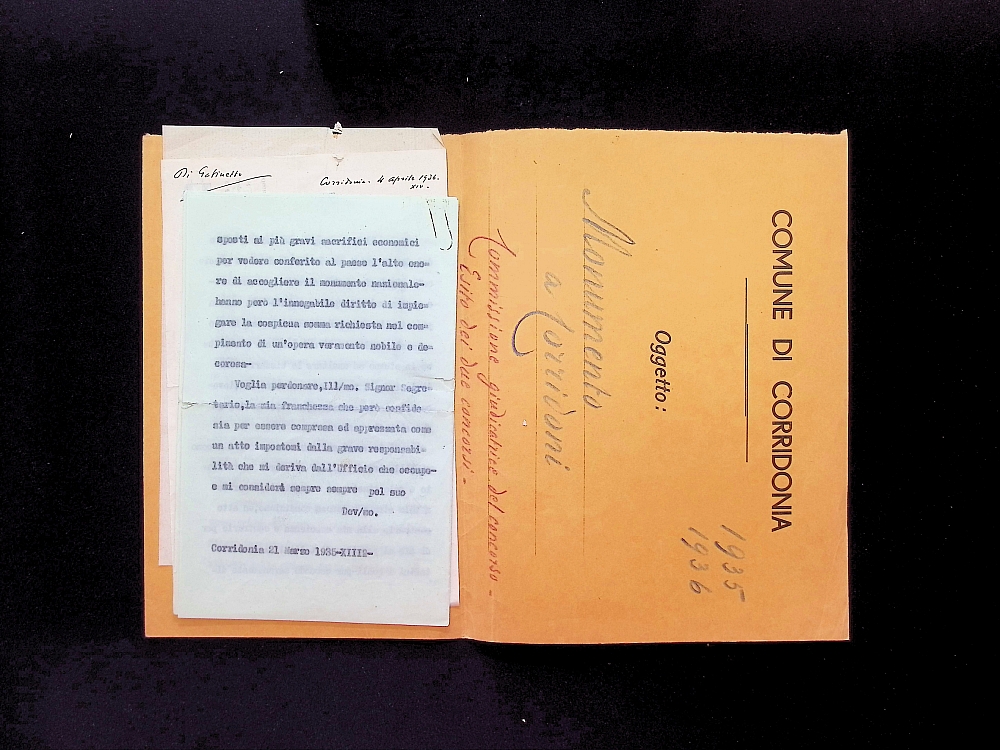 Corridonia. 4 Aprile 1936.
XIV.
sposti ai più gravi sacrifici economici
per vedere conferito al paese l'alto ono=
re di accogliere il monumento nazionale-
hanno però l'innegabile diritto di impie=
gare la cospicua somma richiesta nel com=
pimento di un'opera veramente nobile e de=
corosa-
Voglia perdonare,Ill/mo. Signor Segre=
tario,la mia franchezza che però confido
sia per essere compresa ed apprezzata come
un atto impostomi dalla grave responsabi=
lità che mi deriva dall'Ufficio che occupo=
e mi consideri sempre sempre pel suo
Dev/mo.
Corridonia 21 Marzo 1935-XIII2-
COMUNE DI CORRIDONIA
Oggetto:
Monumento
a Corridoni
Commissione giudicatrice del concorso -
Esito dei due concorsi -
1935
1936